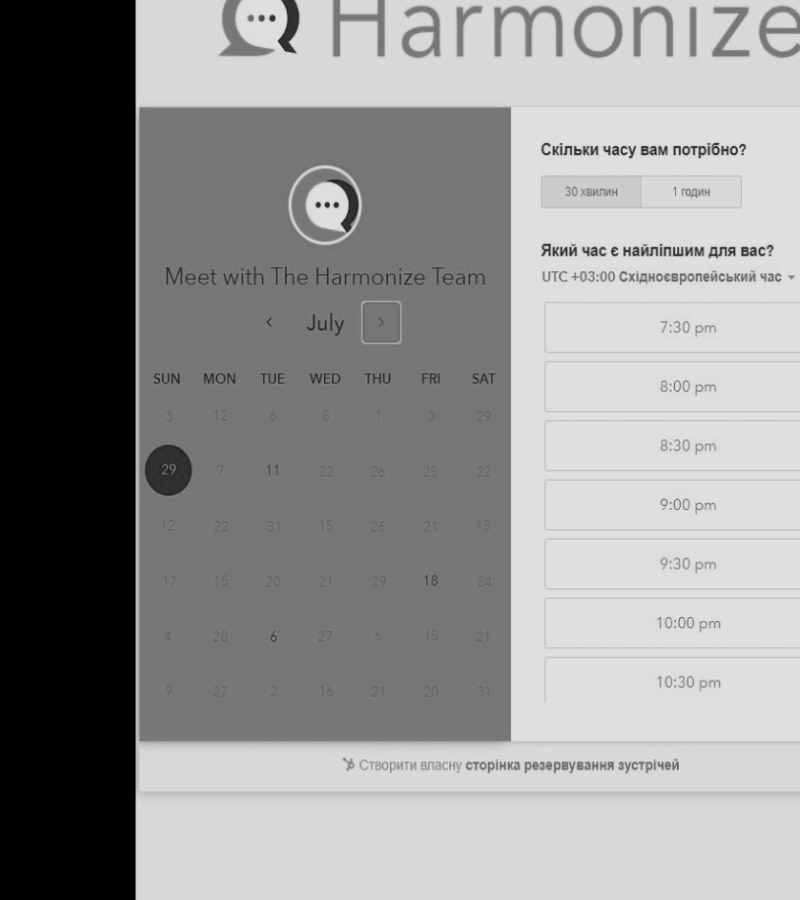 Harmonize
Скільки часу вам потрібно?
30 хвилин 1 годин
Який час є найліпшим для вас?
UTC +03:00 Східноєвропейський час
Meet with The Harmonize Team
July
SUN MON TUE WED THU FRI SAT
3 12 6 8 1 3 29
29 7 11 22 26 25 22
12 22 31 15 26 21 13
17 15 20 21 29 18 24
4 28 6 27 6 15 21
9 27 2 16 21 20 31
7:30 pm
8:00 pm
8:30 pm
9:00 pm
9:30 pm
10:00 pm
10:30 pm
Створити власну сторінка резервування зустрічей